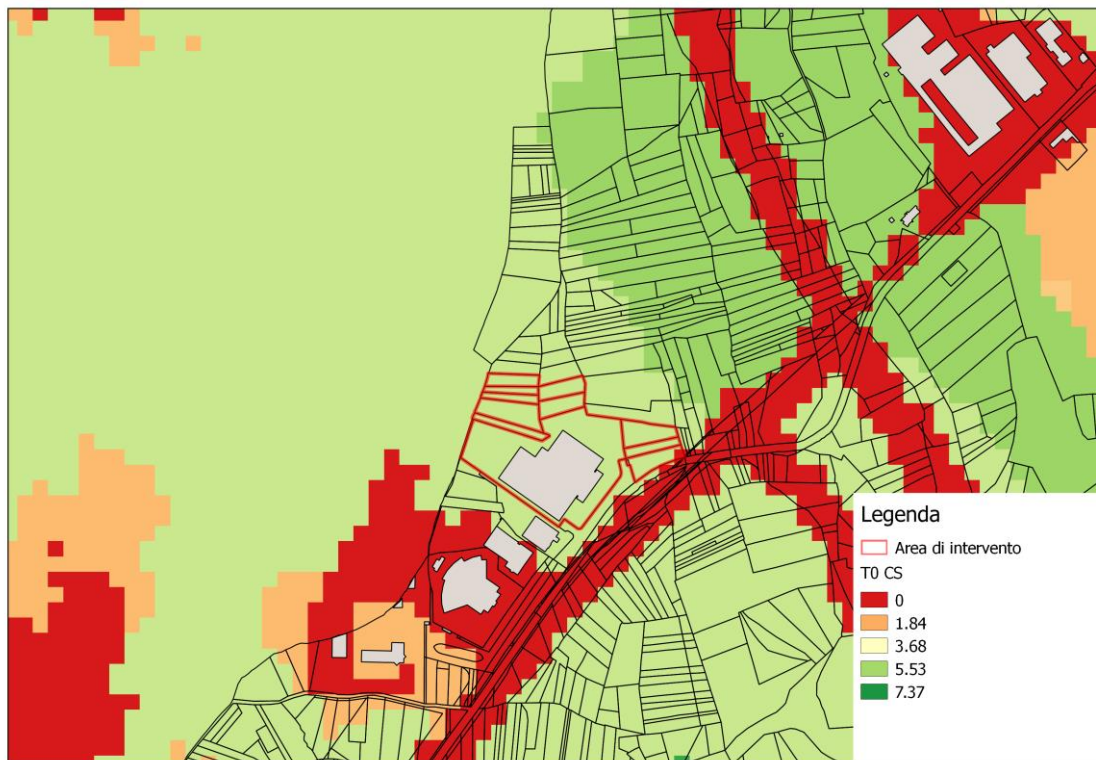 Legenda
Area di intervento
T0 CS
0
1.84
3.68
5.53
7.37